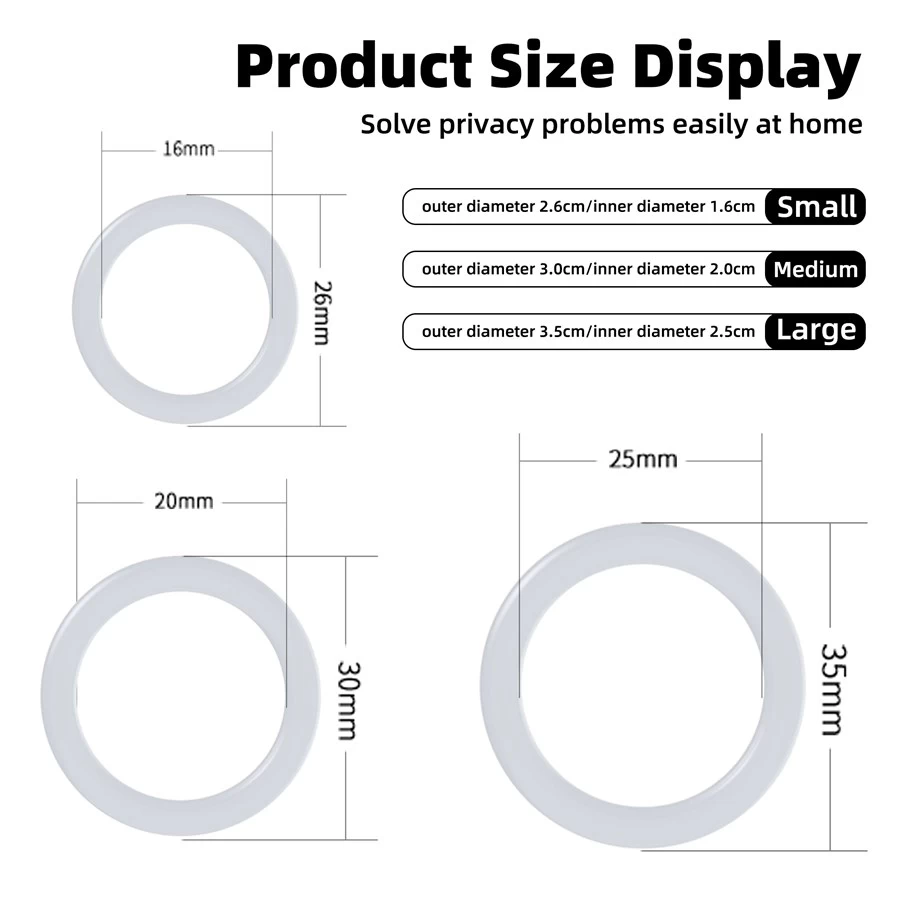 Product Size Display
Solve privacy problems easily at home
16mm
outer diameter 2.6cm/inner diameter 1.6cm Small
outer diameter 3.0cm/inner diameter 2.0cm Medium
26mm
outer diameter 3.5cm/inner diameter 2.5cm Large
25mm
20mm
30mm
35mm